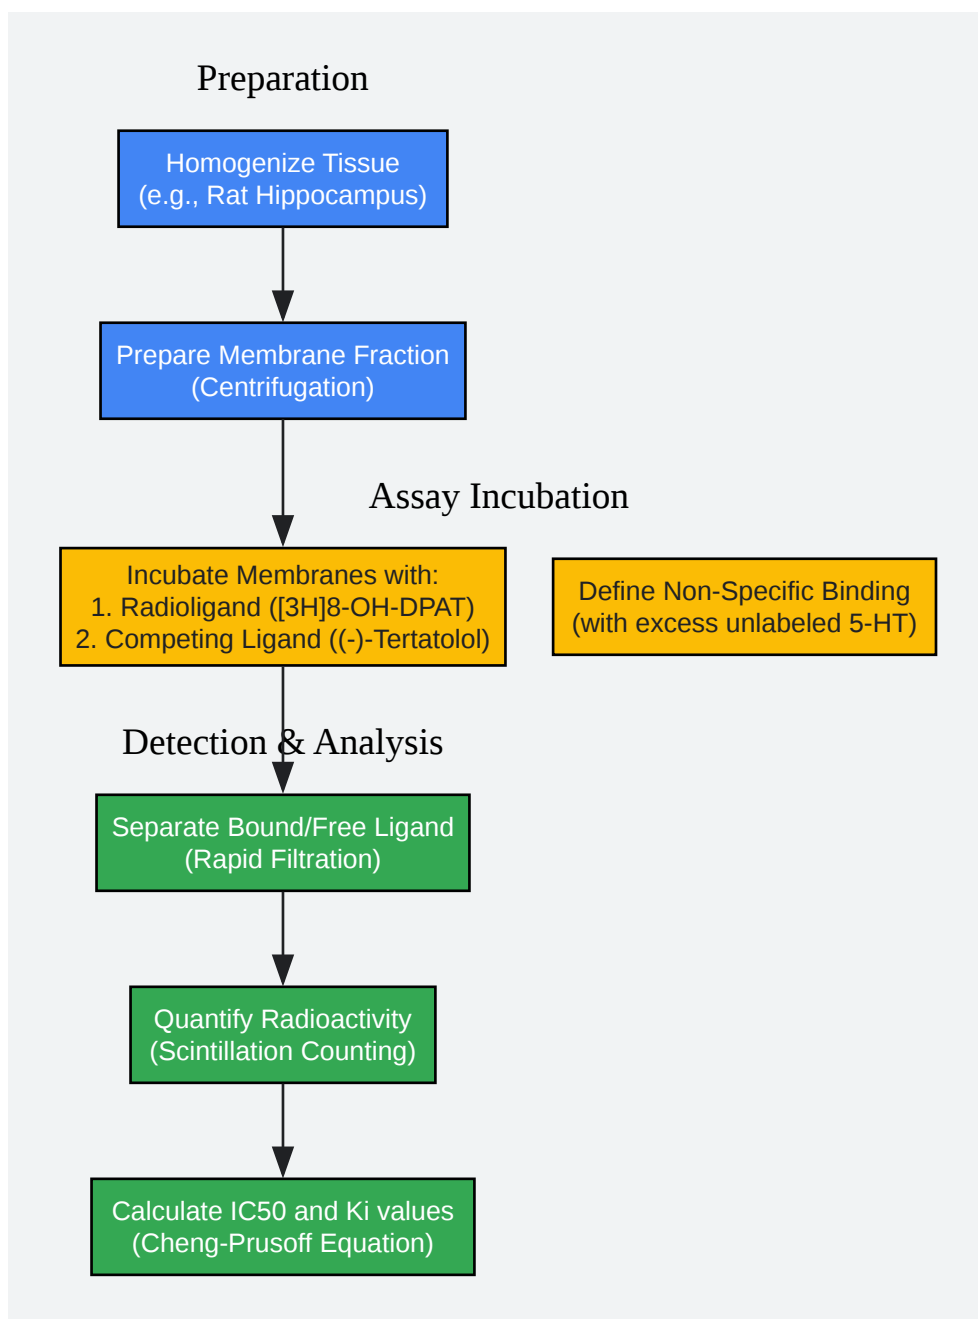 Preparation
Homogenize Tissue
(e.g., Rat Hippocampus)
Prepare Membrane Fraction
(Centrifugation)
Assay Incubation
Incubate Membranes with:
1. Radioligand ([3H]8-OH-DPAT)
2. Competing Ligand ((-)-Tertatolol)
Define Non-Specific Binding
(with excess unlabeled 5-HT)
Detection & Analysis
Separate Bound/Free Ligand
(Rapid Filtration)
Quantify Radioactivity
(Scintillation Counting)
Calculate IC50 and Ki values
(Cheng-Prusoff Equation)